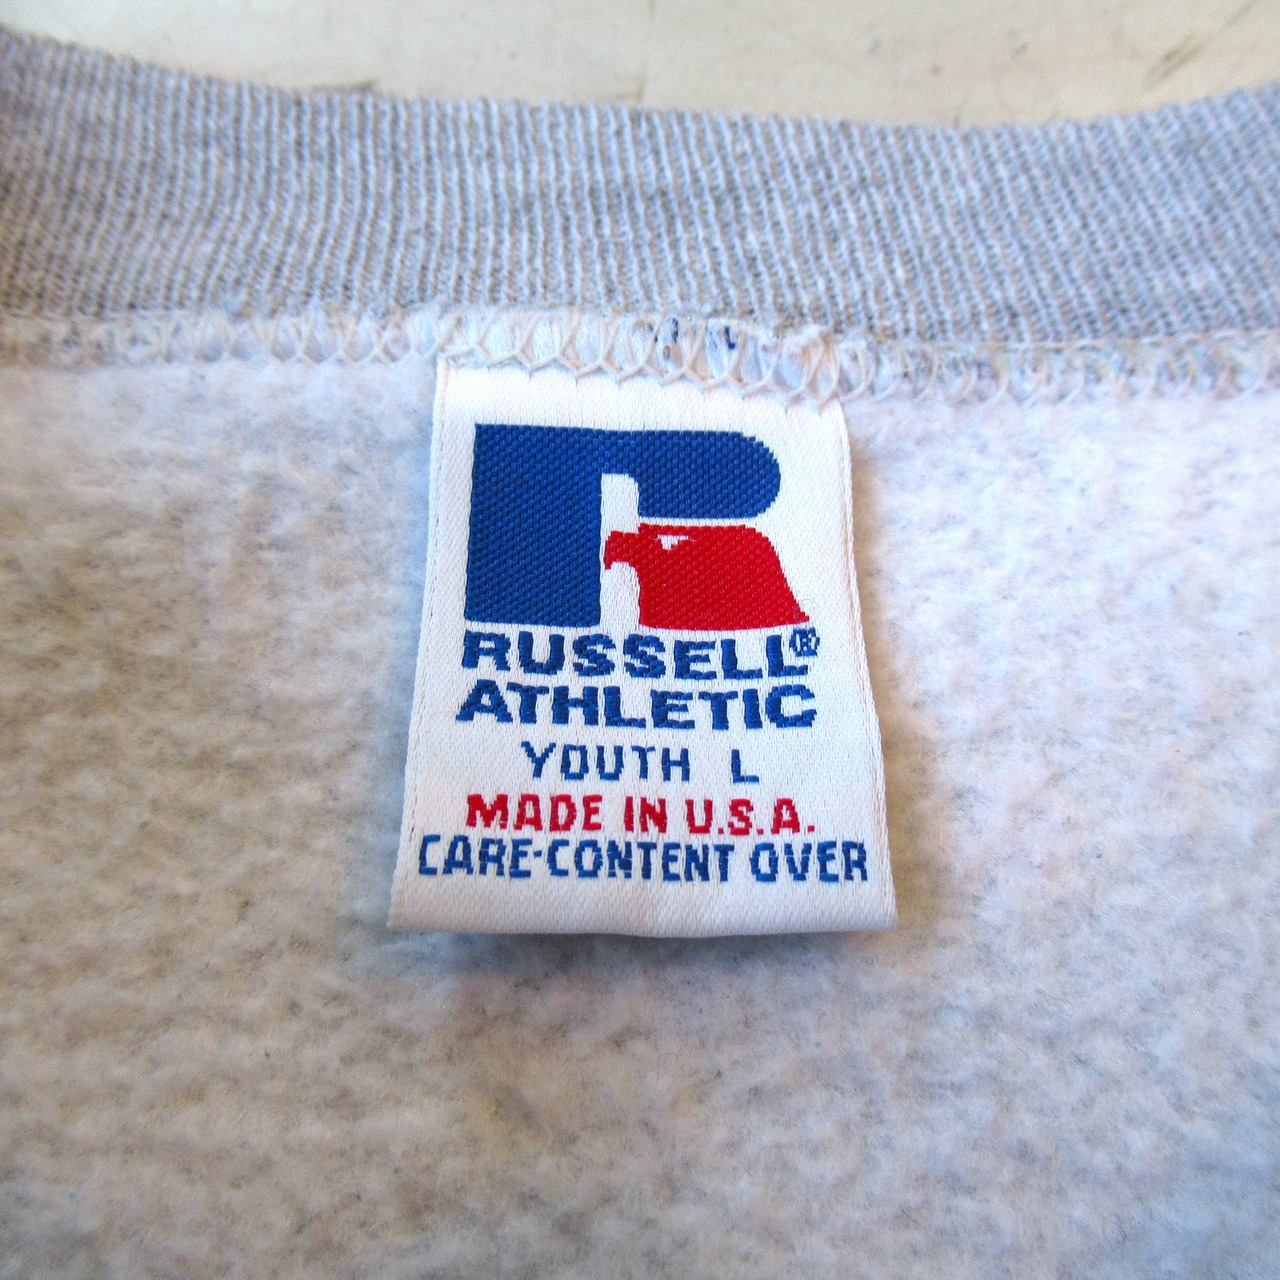 RUSSELL®
ATHLETIC
YOUTH L
MADE IN U.S.A.
CARE-CONTENT OVER